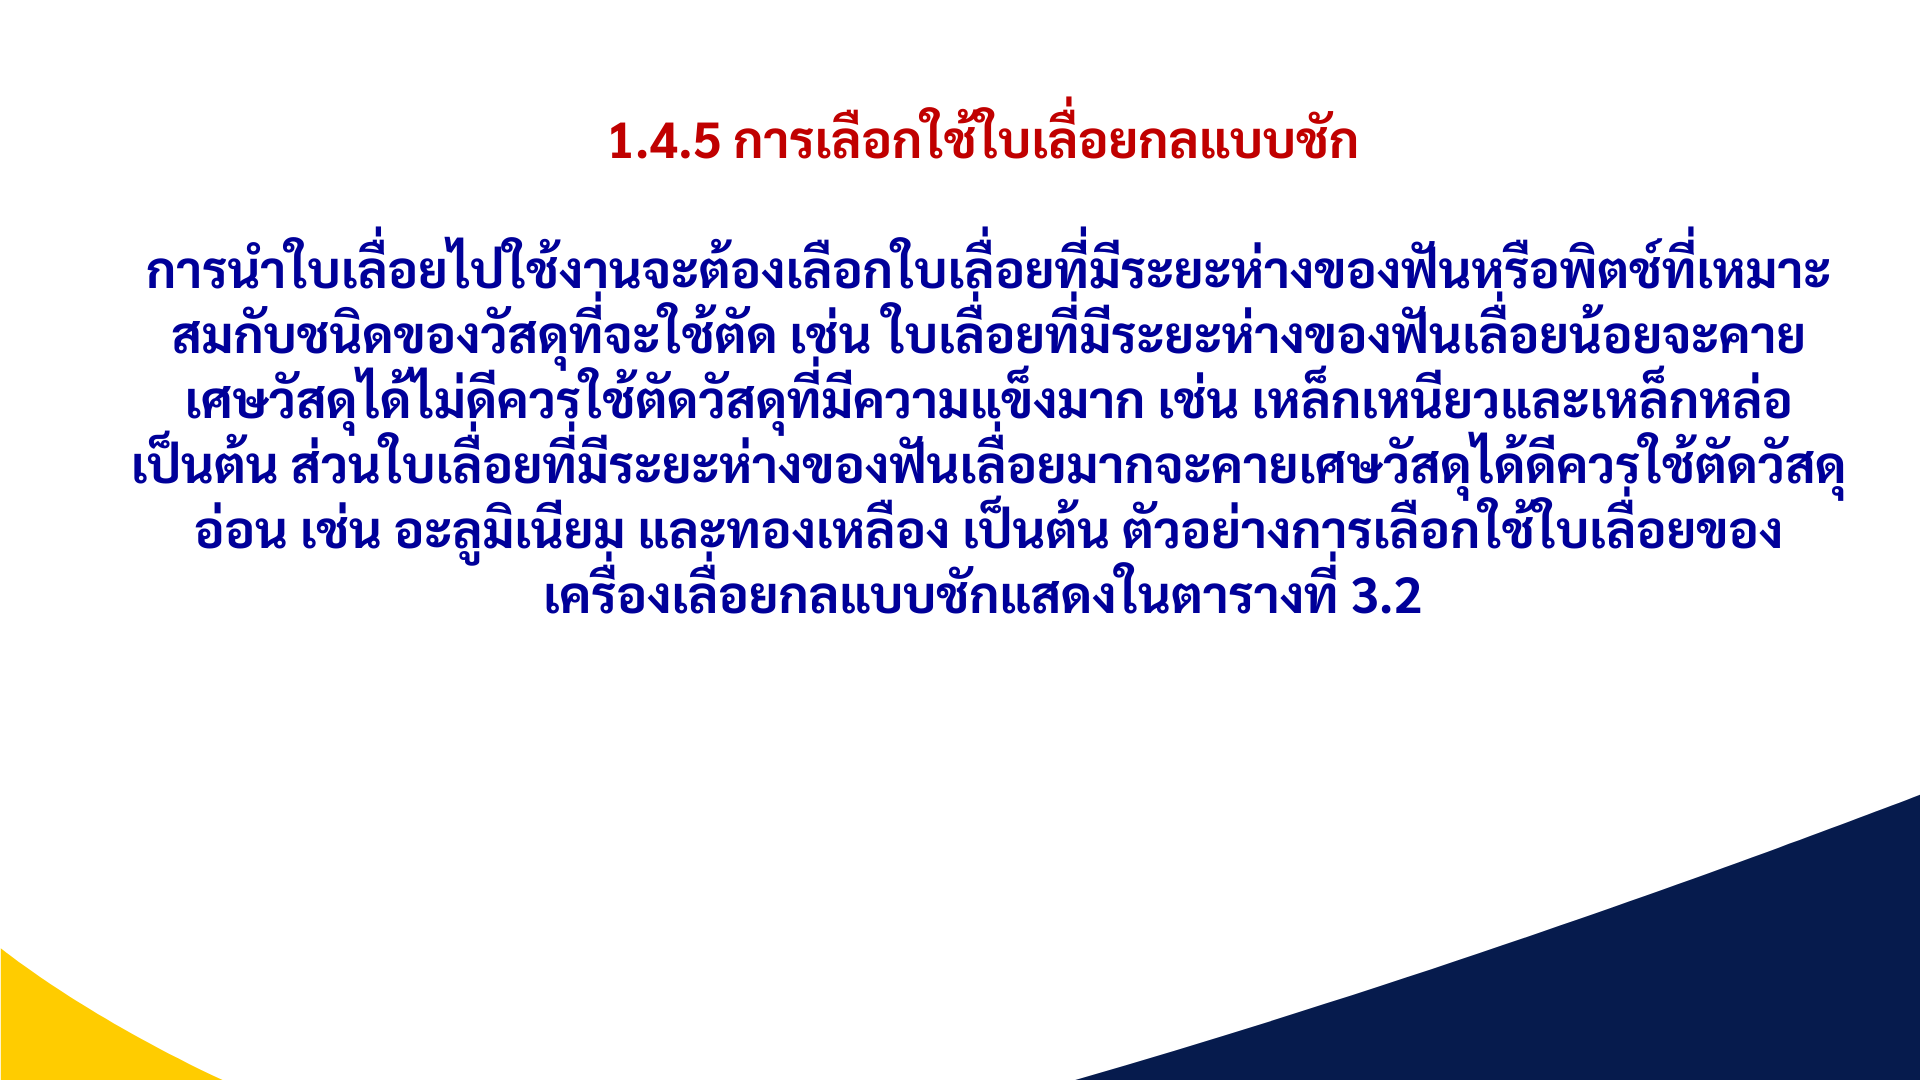 1.4.5 การเลือกใช้ใบเลื่อยกลแบบชัก
การนำใบเลื่อยไปใช้งานจะต้องเลือกใบเลื่อยที่มีระยะห่างของฟันหรือพิตช์ที่เหมาะ
สมกับชนิดของวัสดุที่จะใช้ตัด เช่น ใบเลื่อยที่มีระยะห่างของฟันเลื่อยน้อยจะคาย
เศษวัสดุได้ไม่ดีควรใช้ตัดวัสดุที่มีความแข็งมาก เช่น เหล็กเหนียวและเหล็กหล่อ
เป็นต้น ส่วนใบเลื่อยที่มีระยะห่างของฟันเลื่อยมากจะคายเศษวัสดุได้ดีควรใช้ตัดวัสดุ
อ่อน เช่น อะลูมิเนียม และทองเหลือง เป็นต้น ตัวอย่างการเลือกใช้ใบเลื่อยของ
เครื่องเลื่อยกลแบบชักแสดงในตารางที่ 3.2